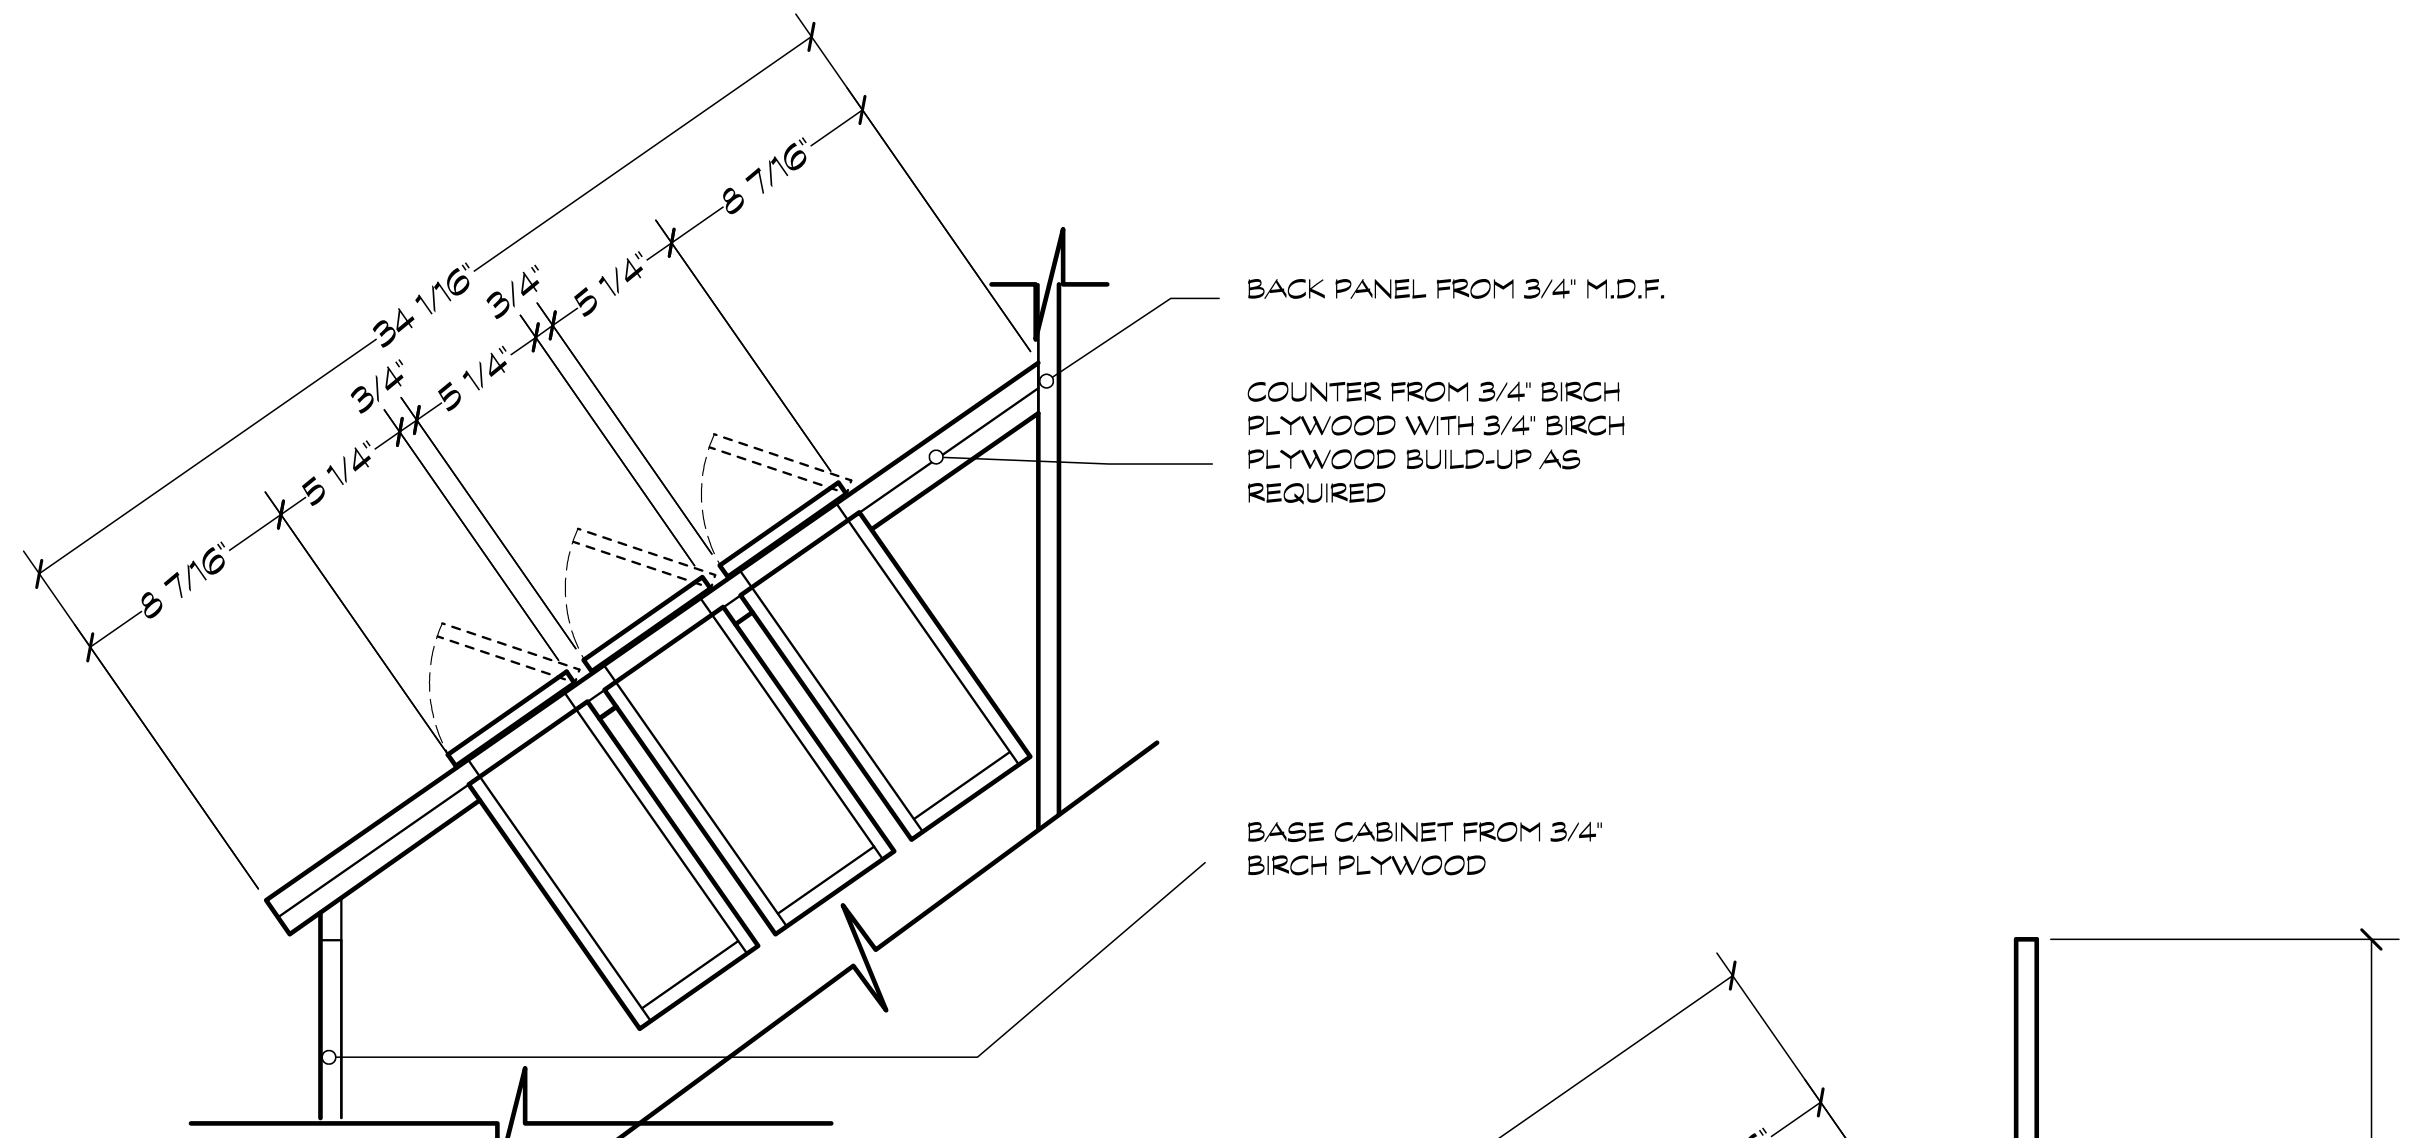 34 1/16"
8 7/16"
5 1/4"
3/4"
5 1/4"
3/4"
5 1/4"
8 7/16"
BACK PANEL FROM 3/4" M.D.F.
COUNTER FROM 3/4" BIRCH
PLYWOOD WITH 3/4" BIRCH
PLYWOOD BUILD-UP AS
REQUIRED
BASE CABINET FROM 3/4"
BIRCH PLYWOOD